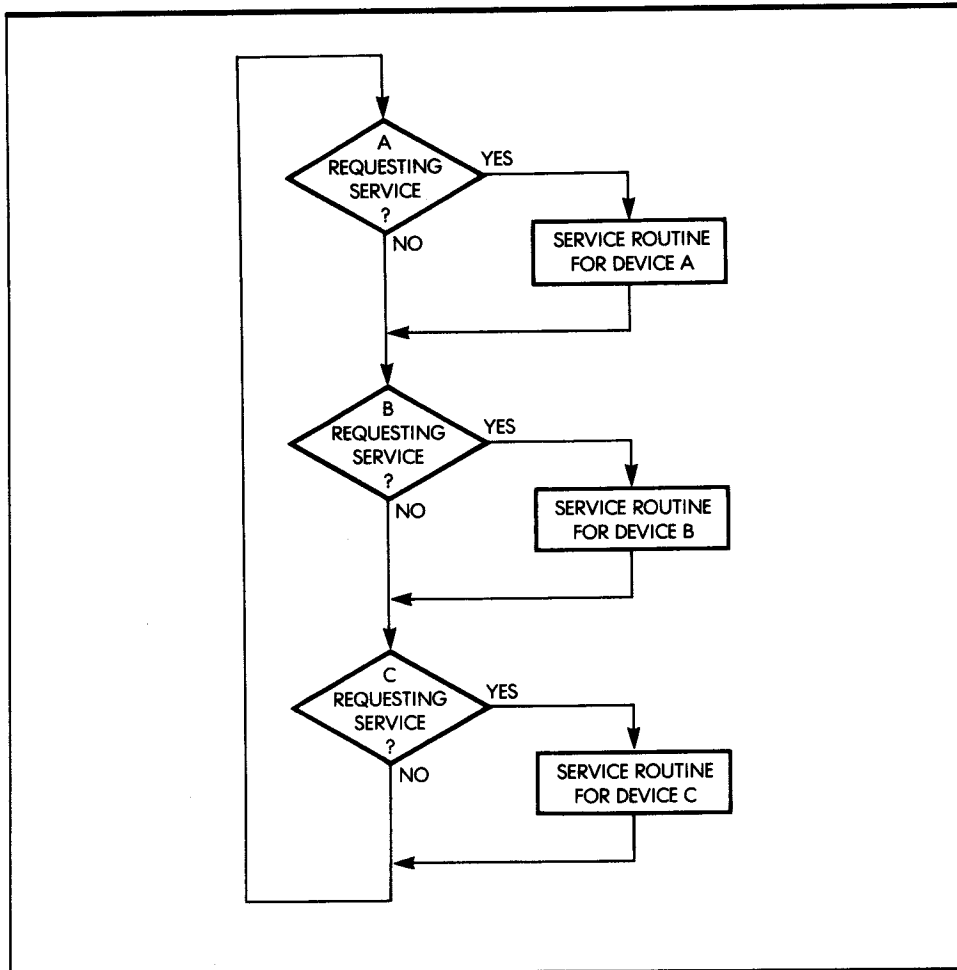 A
REQUESTING
SERVICE
?
YES
NO
SERVICE ROUTINE
FOR DEVICE A
B
REQUESTING
SERVICE
?
YES
NO
SERVICE ROUTINE
FOR DEVICE B
C
REQUESTING
SERVICE
?
YES
NO
SERVICE ROUTINE
FOR DEVICE C